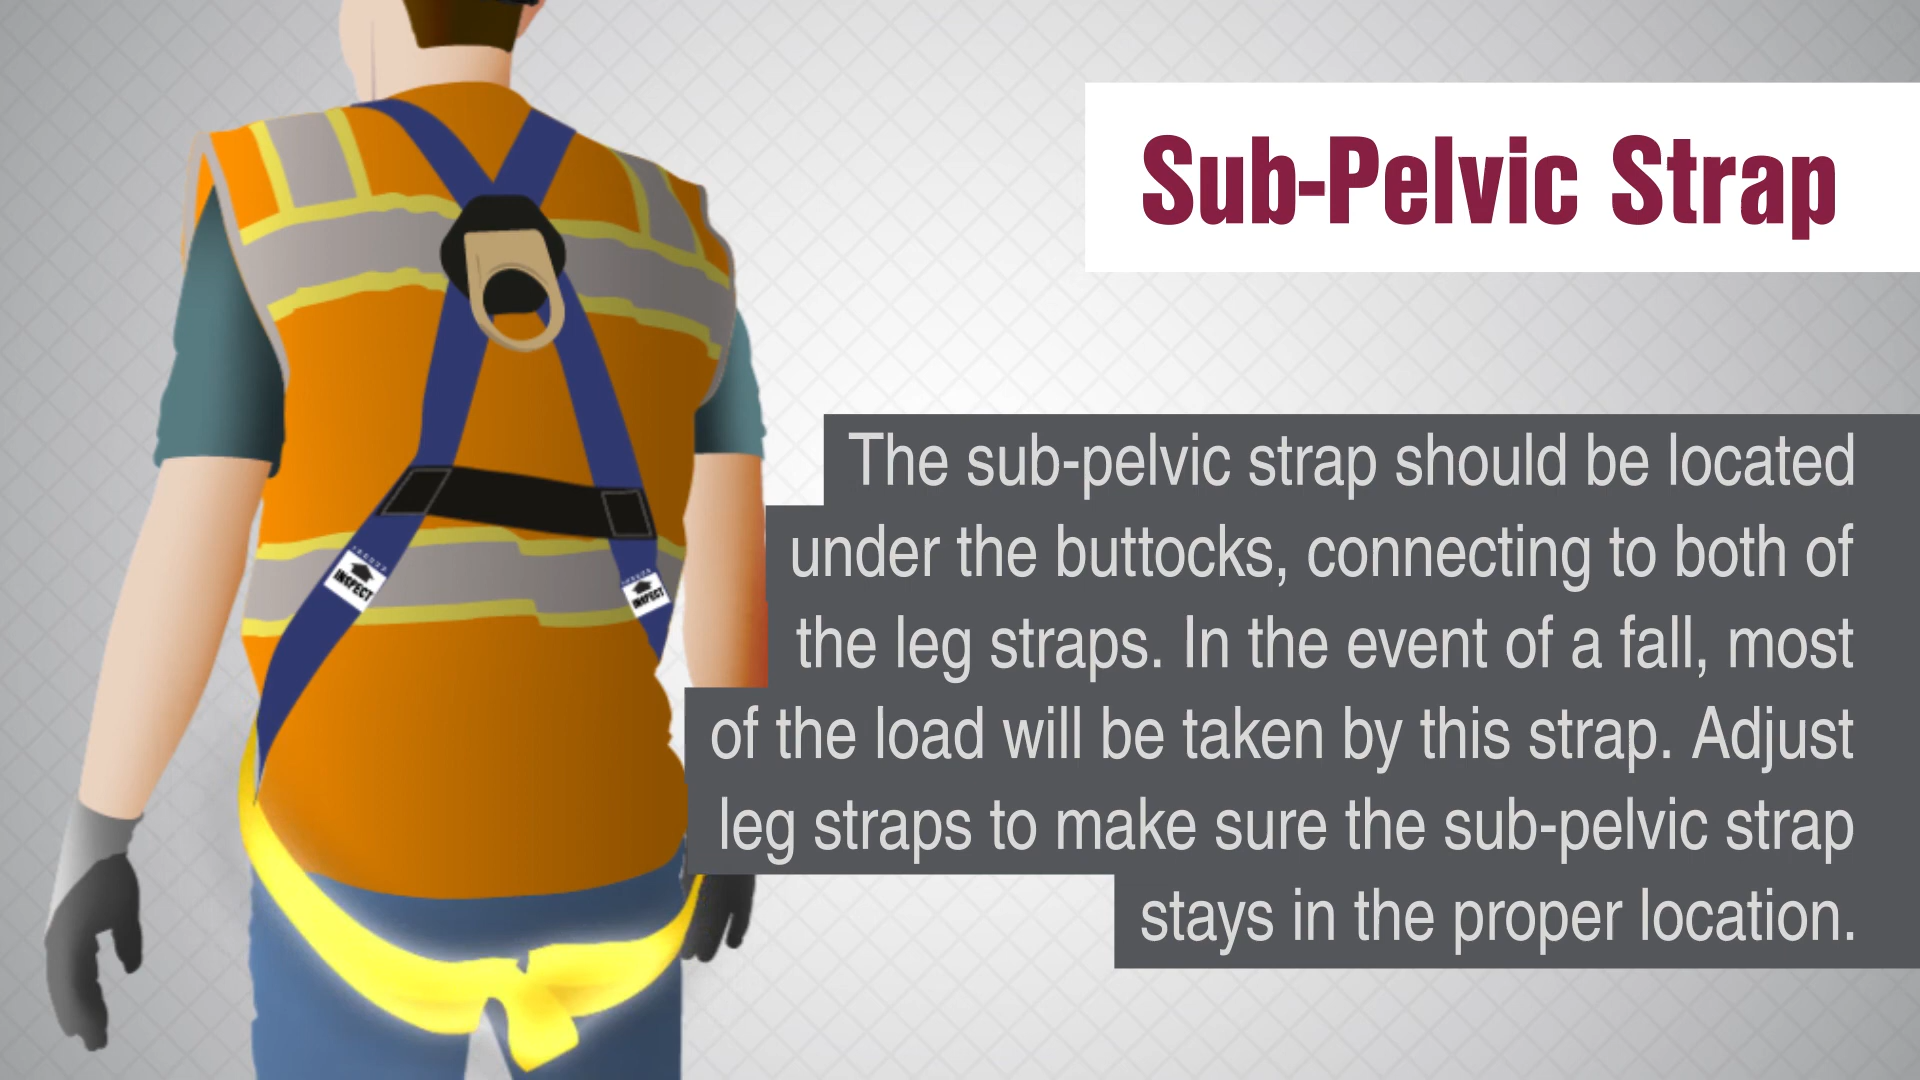 Sub-Pelvic Strap
The sub-pelvic strap should be located
under the buttocks, connecting to both of
the leg straps. In the event of a fall, most
of the load will be taken by this strap. Adjust
leg straps to make sure the sub-pelvic strap
stays in the proper location.
INSPECT
INSPECT